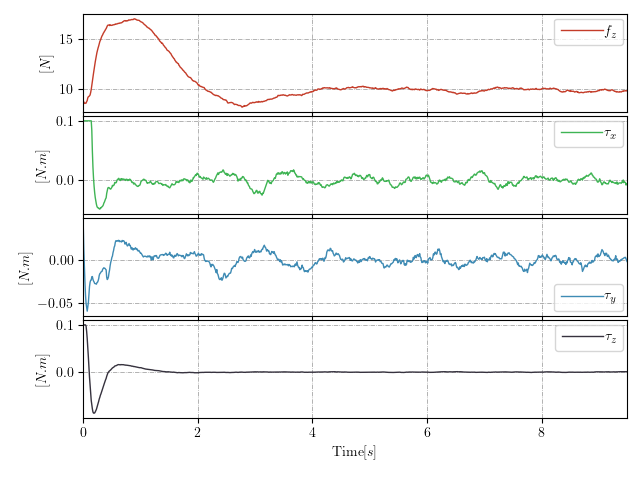 [N]
15
10
f_z
[N.m]
0.1
0.0
τ_x
[N.m]
0.00
−0.05
τ_y
[N.m]
0.1
0.0
τ_z
0 2 4 6 8
Time[s]